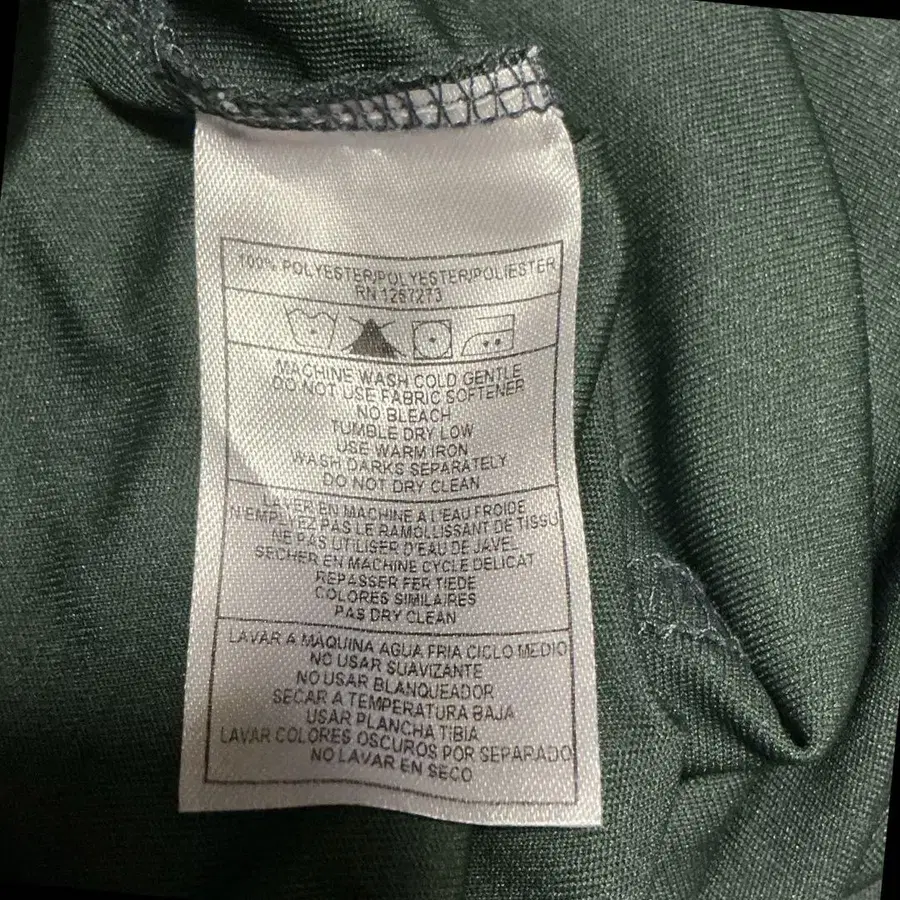 100% POLYESTER/POLYESTER/POLIESTER
RN 1267273
MACHINE WASH COLD GENTLE
DO NOT USE FABRIC SOFTENER
NO BLEACH
TUMBLE DRY LOW
USE WARM IRON
WASH DARKS SEPARATELY
DO NOT DRY CLEAN
LAVER EN MACHINE A L'EAU FROIDE
N'EMPLOYEZ PAS LE RAMOLLISSANT DE TISSU
NE PAS UTILISER D'EAU DE JAVEL
SECHER EN MACHINE CYCLE DELICAT
REPASSER FER TIEDE
COLORES SIMILAIRES
PAS DRY CLEAN
LAVAR A MAQUINA AGUA FRIA CICLO MEDIO
NO USAR SUAVIZANTE
NO USAR BLANQUEADOR
SECAR A TEMPERATURA BAJA
USAR PLANCHA TIBIA
LAVAR COLORES OSCUROS POR SEPARADO
NO LAVAR EN SECO